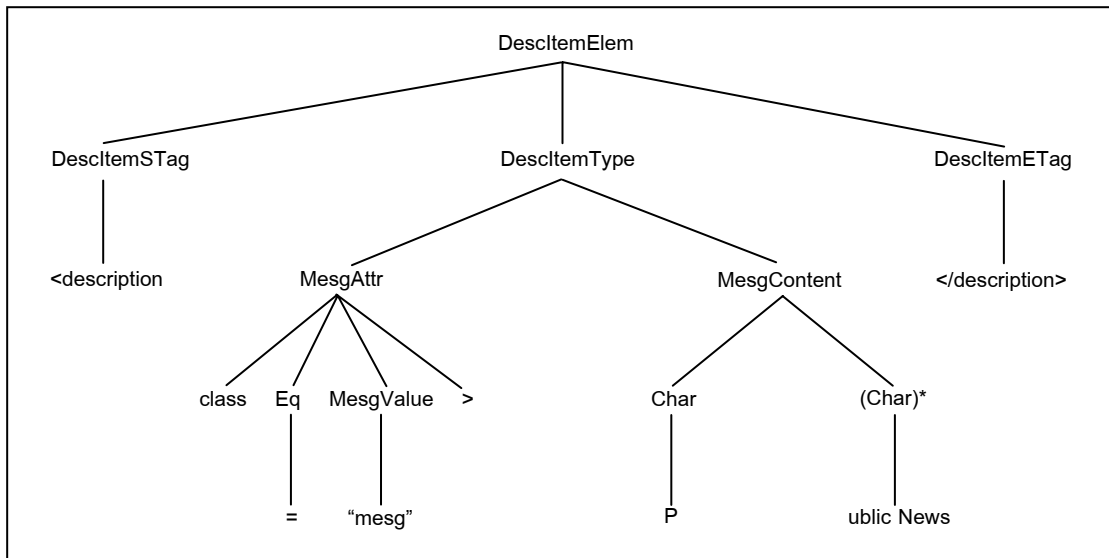 DescItemElem
DescItemSTag DescItemType DescItemETag
<description MesgAttr MesgContent </description>
class Eq MesgValue > Char (Char)*
= “mesg” P ublic News